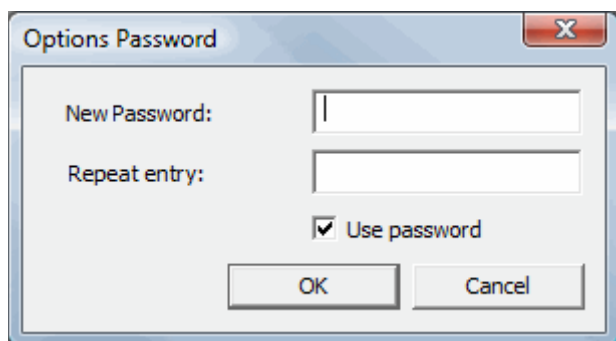 Options Password
New Password:
Repeat entry:
Use password
OK Cancel